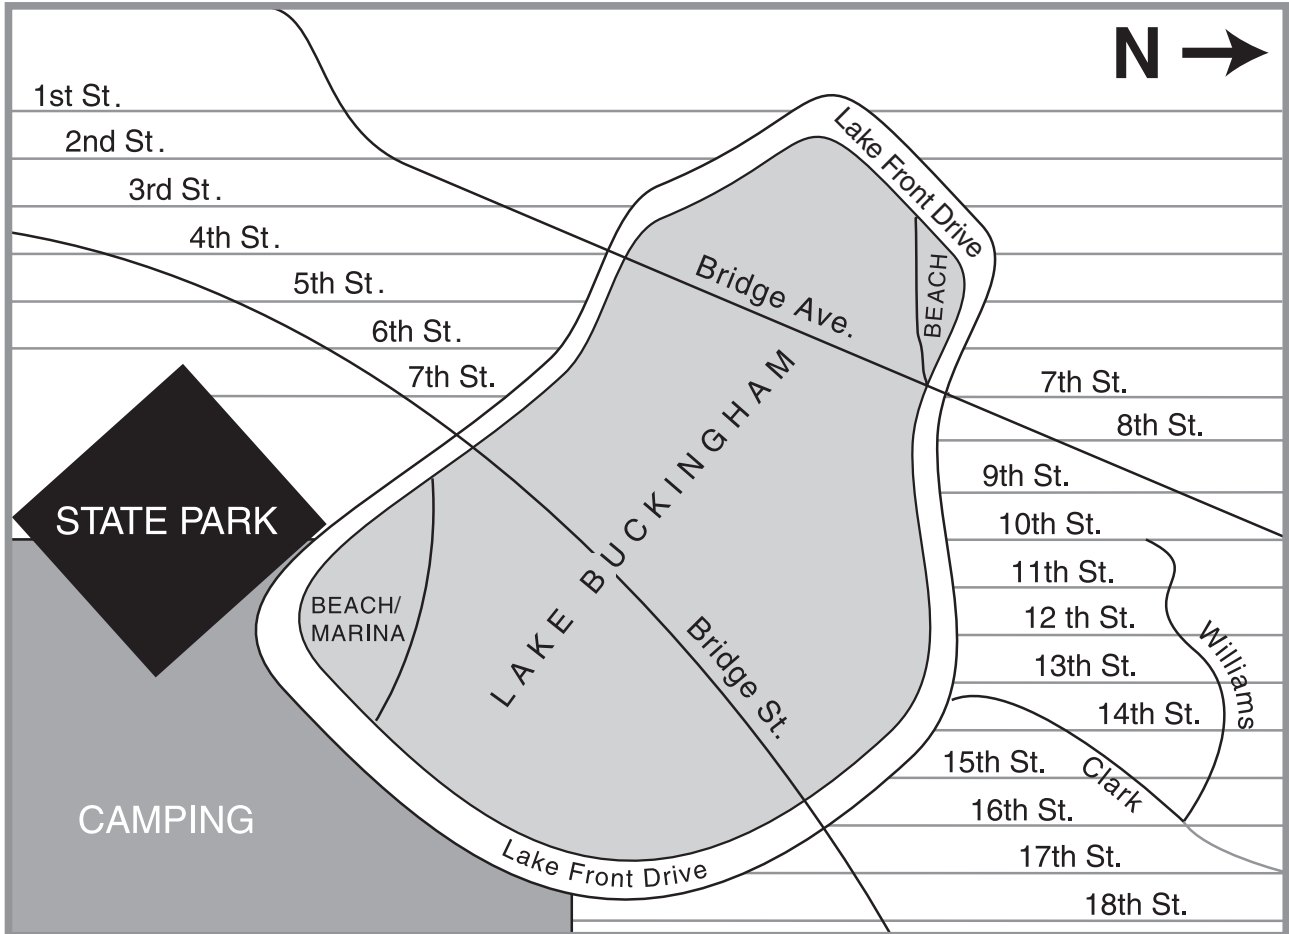 N
1st St.
2nd St.
3rd St.
4th St.
5th St.
6th St.
7th St.
Lake Front Drive
BEACH
Bridge Ave.
7th St.
8th St.
9th St.
10th St.
11th St.
12 th St.
13th St.
14th St.
15th St.
16th St.
17th St.
18th St.
Williams
Clark
LAKE BUCKINGHAM
Bridge St.
STATE PARK
BEACH/
MARINA
CAMPING
Lake Front Drive